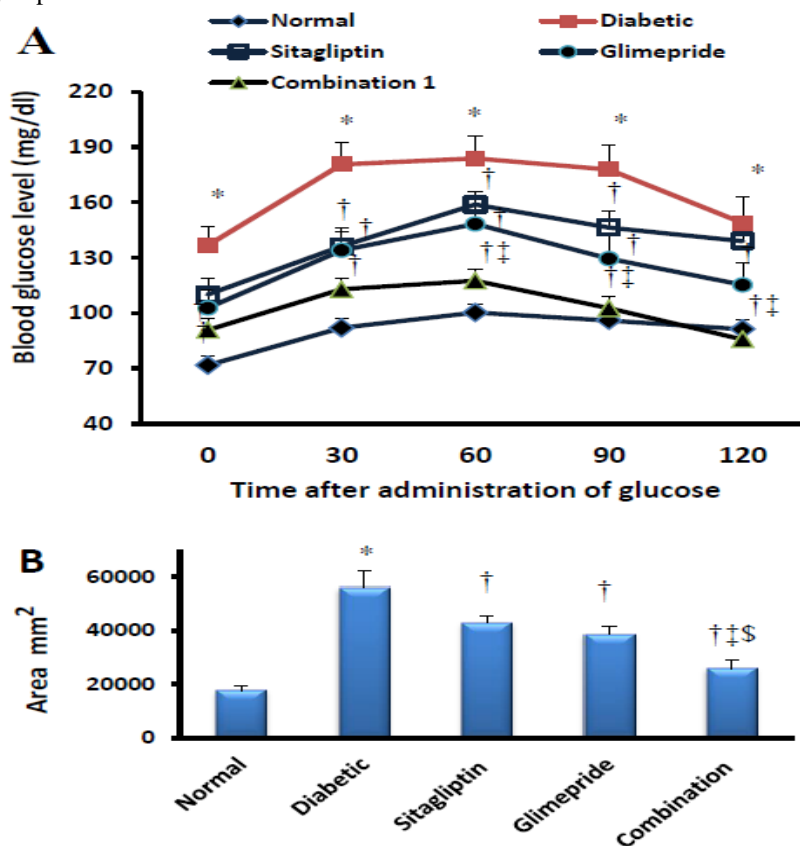 A
Normal Diabetic
Sitagliptin Glimepride
Combination 1
Blood glucose level (mg/dl)
220
*
190
* * *
160
† † *
† † † †
130
† †‡ † †
100
†‡ †‡
†
70
40
0 30 60 90 120
Time after administration of glucose
B
Area mm²
60000
*
† †
40000
†‡$
20000
0
Normal Diabetic Sitagliptin Glimepride Combination